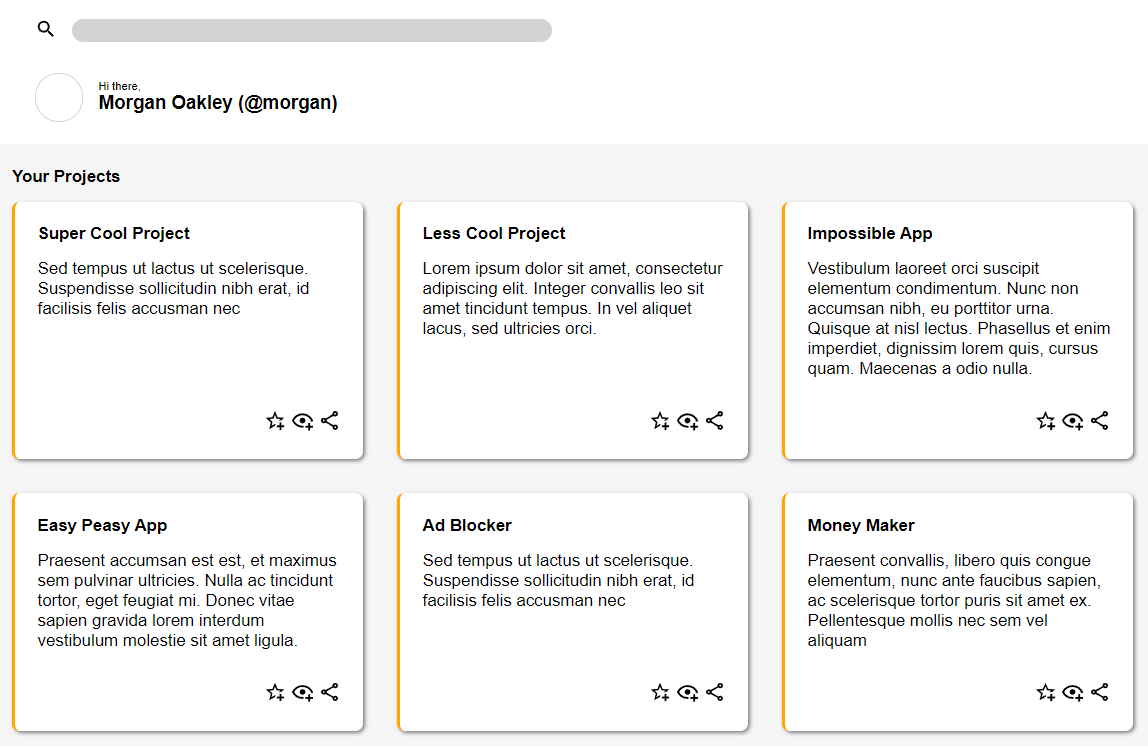 Hi there,
Morgan Oakley (@morgan)
Your Projects
Super Cool Project
Sed tempus ut lactus ut scelerisque.
Suspendisse sollicitudin nibh erat, id
facilisis felis accusman nec
Less Cool Project
Lorem ipsum dolor sit amet, consectetur
adipiscing elit. Integer convallis leo sit
amet tincidunt tempus. In vel aliquet
lacus, sed ultricies orci.
Impossible App
Vestibulum laoreet orci suscipit
elementum condimentum. Nunc non
accumsan nibh, eu porttitor urna.
Quisque at nisl lectus. Phasellus et enim
imperdiet, dignissim lorem quis, cursus
quam. Maecenas a odio nulla.
Easy Peasy App
Praesent accumsan est est, et maximus
sem pulvinar ultricies. Nulla ac tincidunt
tortor, eget feugiat mi. Donec vitae
sapien gravida lorem interdum
vestibulum molestie sit amet ligula.
Ad Blocker
Sed tempus ut lactus ut scelerisque.
Suspendisse sollicitudin nibh erat, id
facilisis felis accusman nec
Money Maker
Praesent convallis, libero quis congue
elementum, nunc ante faucibus sapien,
ac scelerisque tortor puris sit amet ex.
Pellentesque mollis nec sem vel
aliquam